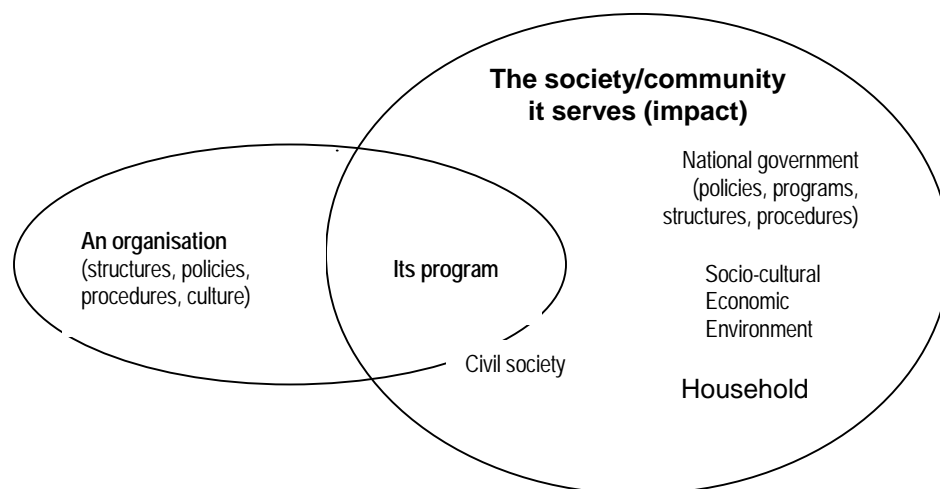 The society/community
it serves (impact)
National government
(policies, programs,
structures, procedures)
An organisation
(structures, policies,
procedures, culture)
Its program
Socio-cultural
Economic
Environment
Civil society
Household